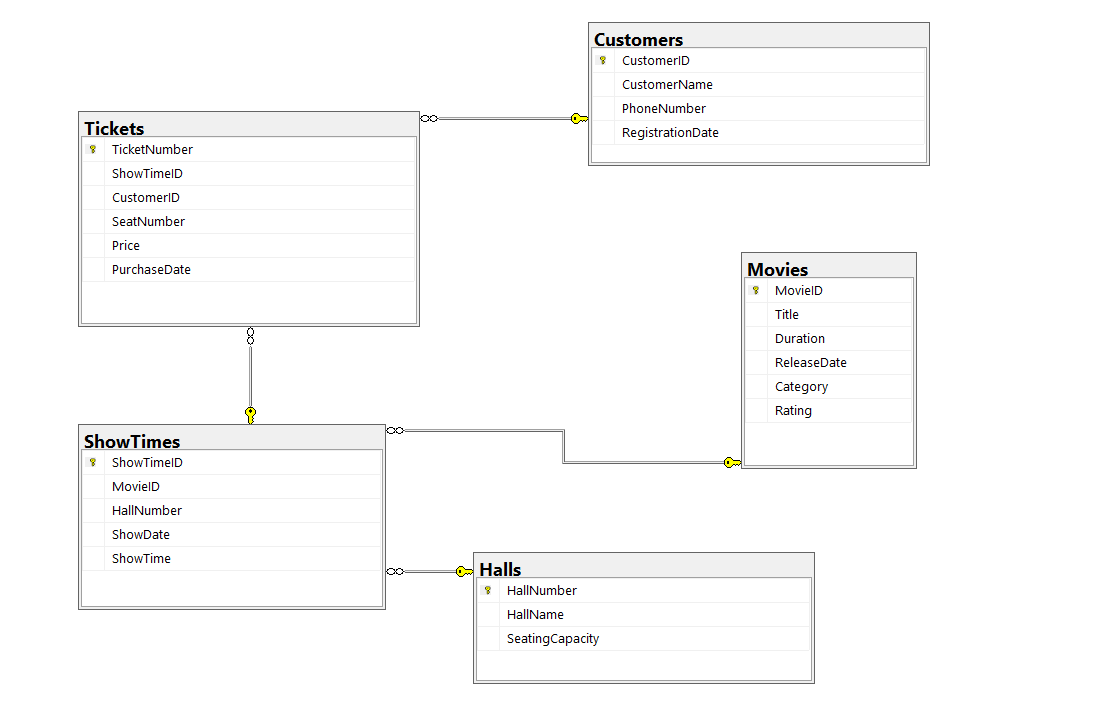 Customers
CustomerID
CustomerName
PhoneNumber
RegistrationDate
Tickets
TicketNumber
ShowTimeID
CustomerID
SeatNumber
Price
PurchaseDate
Movies
MovieID
Title
Duration
ReleaseDate
Category
Rating
ShowTimes
ShowTimeID
MovieID
HallNumber
ShowDate
ShowTime
Halls
HallNumber
HallName
SeatingCapacity